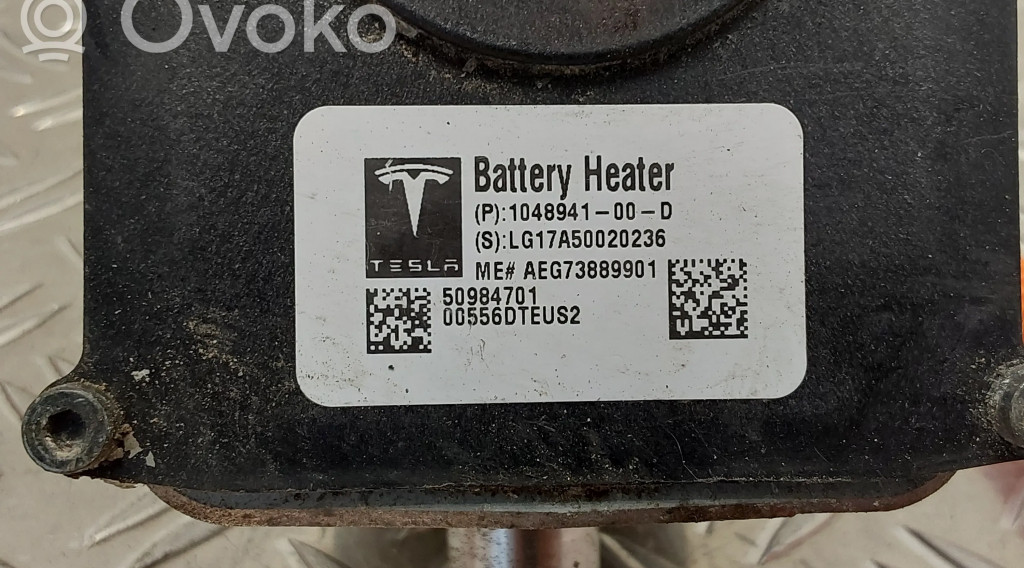 Ovoko
Battery Heater
(P):1048941-00-D
(S):LG17A50020236
TESLA
ME# AEG73889901
50984701
00556DTEUS2